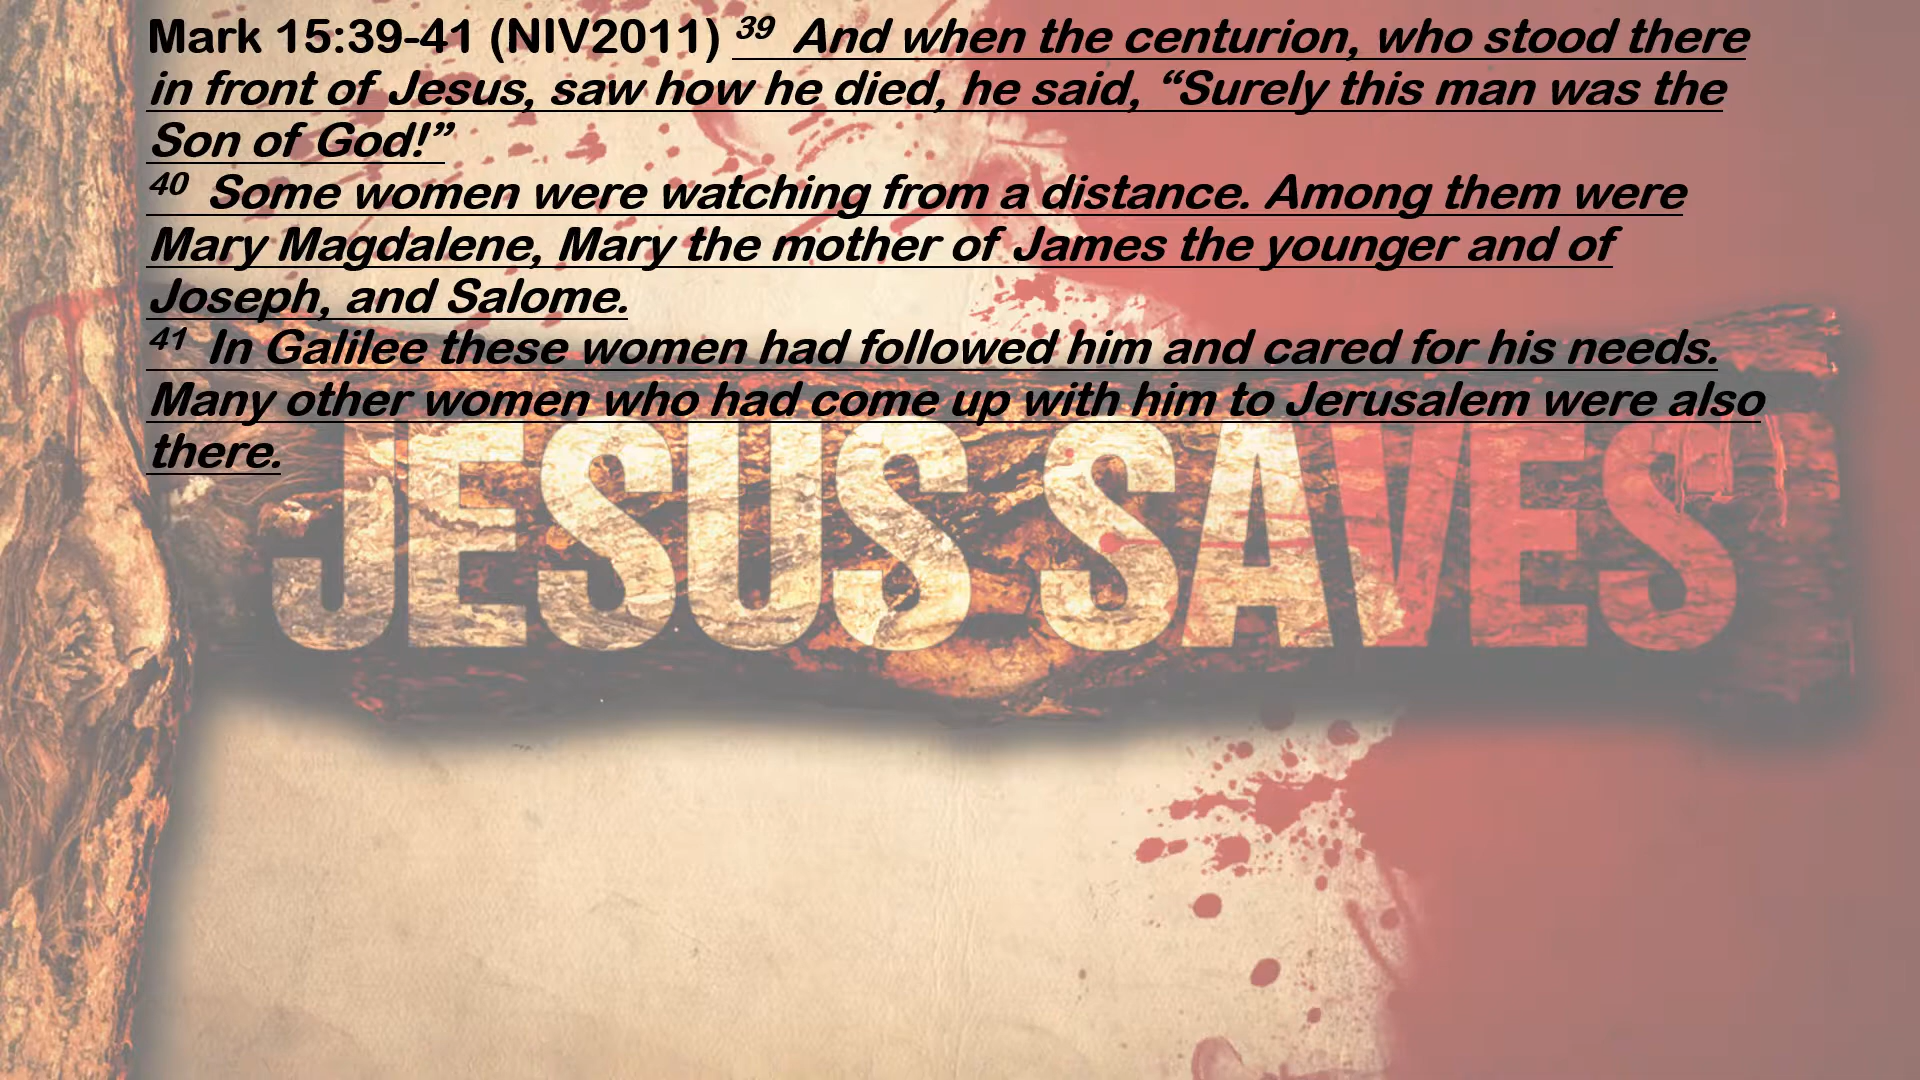 Mark 15:39-41 (NIV2011) 39 And when the centurion, who stood there
in front of Jesus, saw how he died, he said, “Surely this man was the
Son of God!”
40 Some women were watching from a distance. Among them were
Mary Magdalene, Mary the mother of James the younger and of
Joseph, and Salome.
41 In Galilee these women had followed him and cared for his needs.
Many other women who had come up with him to Jerusalem were also
there.
JESUS SAVES